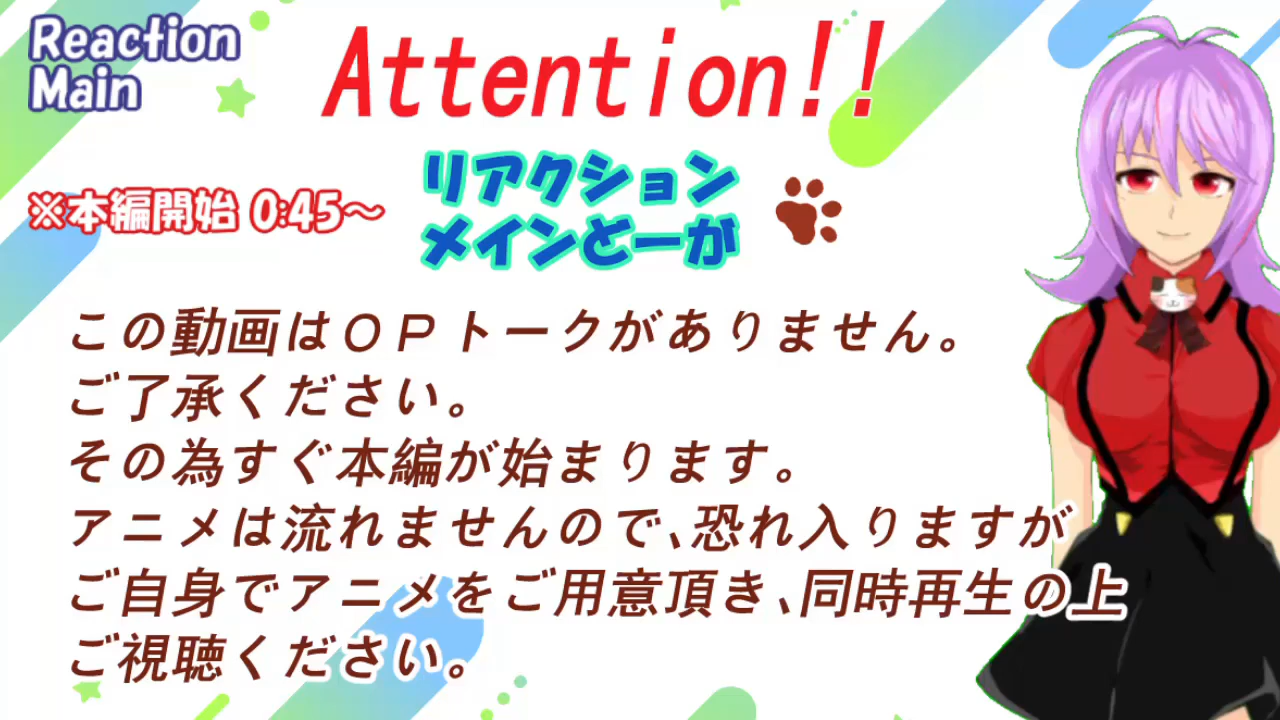 Reaction
Main
Attention!!
リアクション
メインとーが
※本編開始 0:45～
この動画はＯＰトークがありません。
ご了承ください。
その為すぐ本編が始まります。
アニメは流れませんので、恐れ入りますが
ご自身でアニメをご用意頂き、同時再生の上
ご視聴ください。